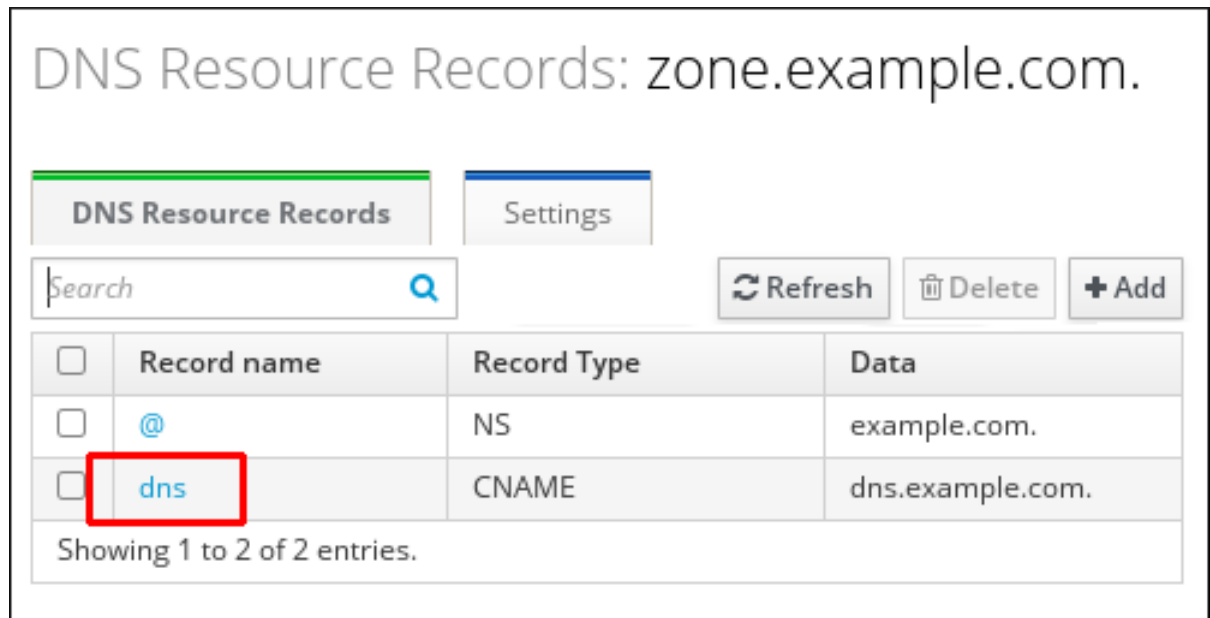 DNS Resource Records: zone.example.com.
DNS Resource Records Settings
Search Refresh Delete + Add
Record name Record Type Data
@ NS example.com.
dns CNAME dns.example.com.
Showing 1 to 2 of 2 entries.